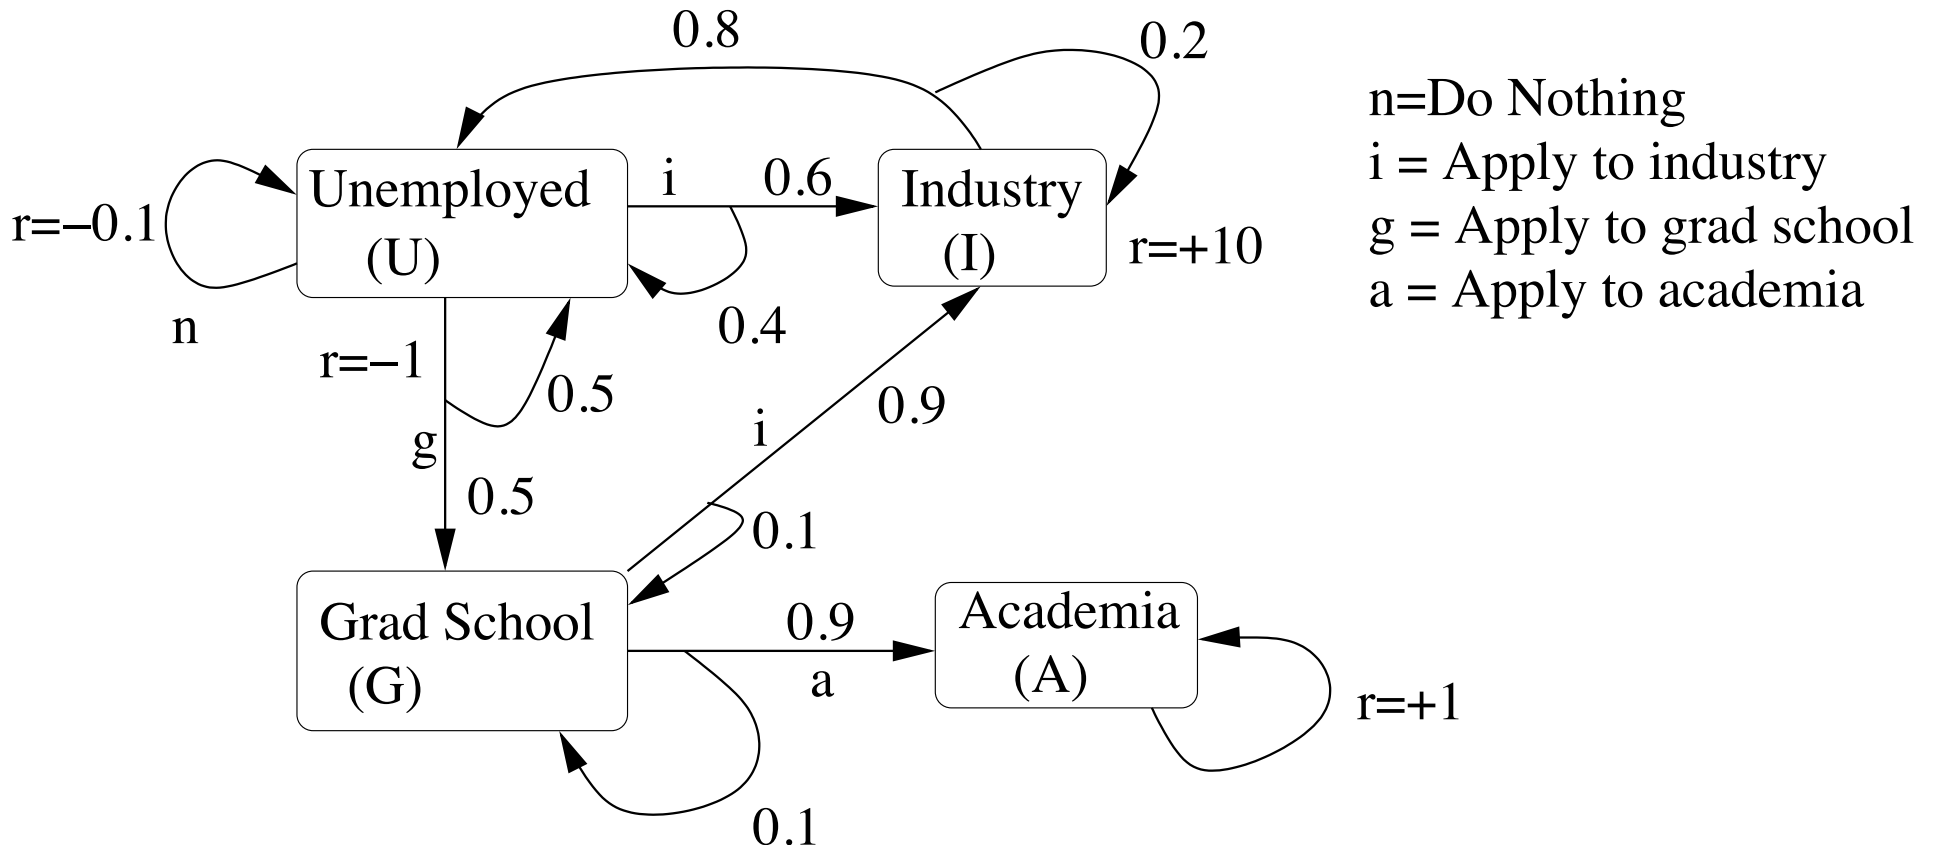 0.8
0.2
n=Do Nothing
i = Apply to industry
g = Apply to grad school
a = Apply to academia
r=−0.1
n
Unemployed
(U)
i
0.6
0.4
Industry
(I)
r=+10
r=−1
0.5
g
0.5
i
0.9
0.1
Grad School
(G)
0.9
a
0.1
Academia
(A)
r=+1